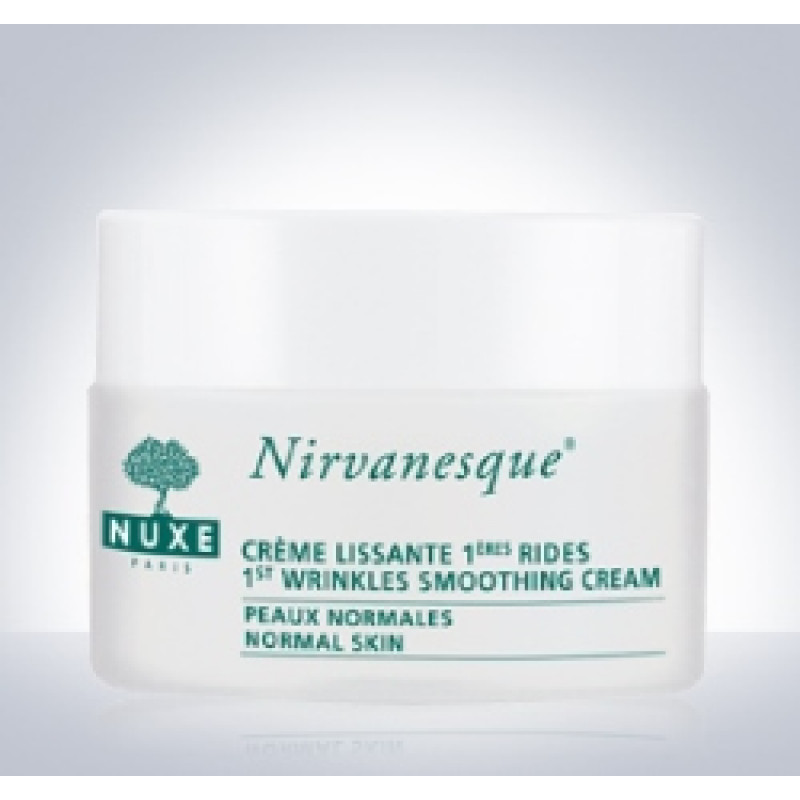 Nirvanesque®
NUXE
PARIS
CRÈME LISSANTE 1ÈRES RIDES
1ST WRINKLES SMOOTHING CREAM
PEAUX NORMALES
NORMAL SKIN